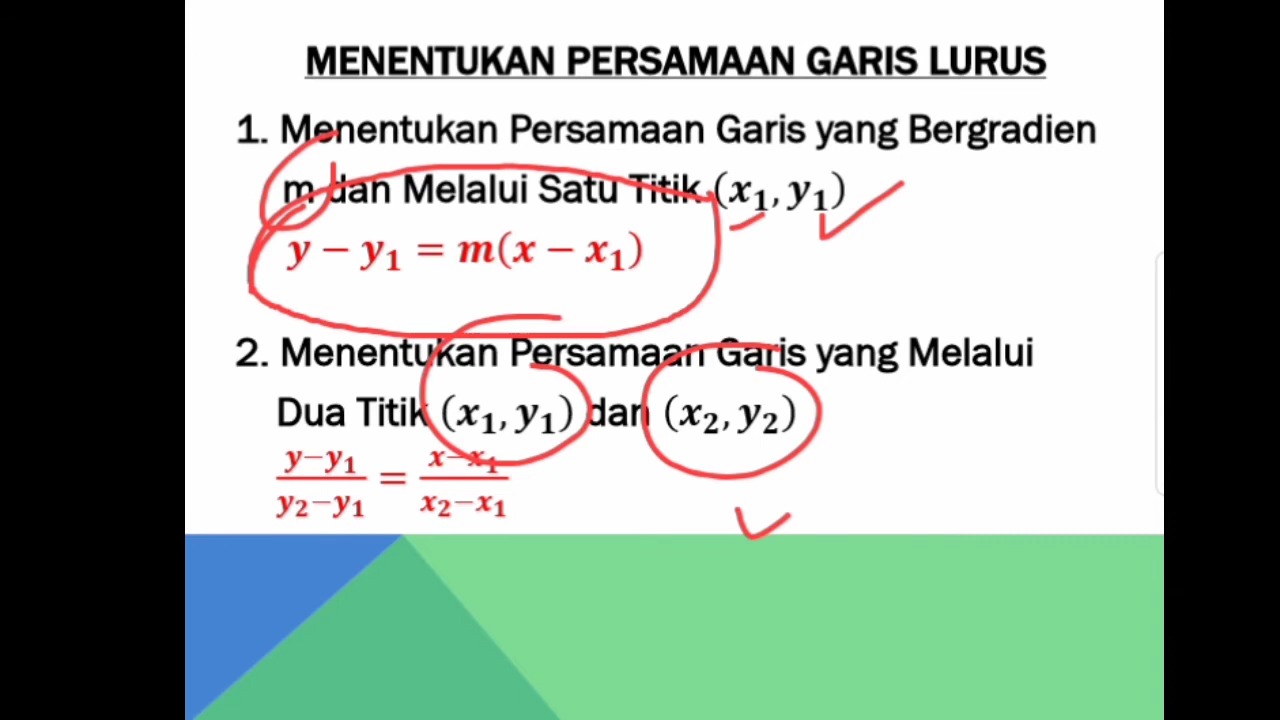 MENENTUKAN PERSAMAAN GARIS LURUS
1. Menentukan Persamaan Garis yang Bergradien
m dan Melalui Satu Titik (x₁, y₁)
y − y₁ = m(x − x₁)
2. Menentukan Persamaan Garis yang Melalui
Dua Titik (x₁, y₁) dan (x₂, y₂)
y−y₁/y₂−y₁ = x−x₁/x₂−x₁